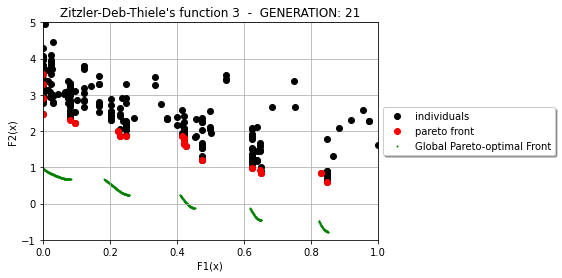 Zitzler-Deb-Thiele's function 3 - GENERATION: 21
5
4
3
2
1
0
-1
F2(x)
0.0 0.2 0.4 0.6 0.8 1.0
F1(x)
individuals
pareto front
Global Pareto-optimal Front